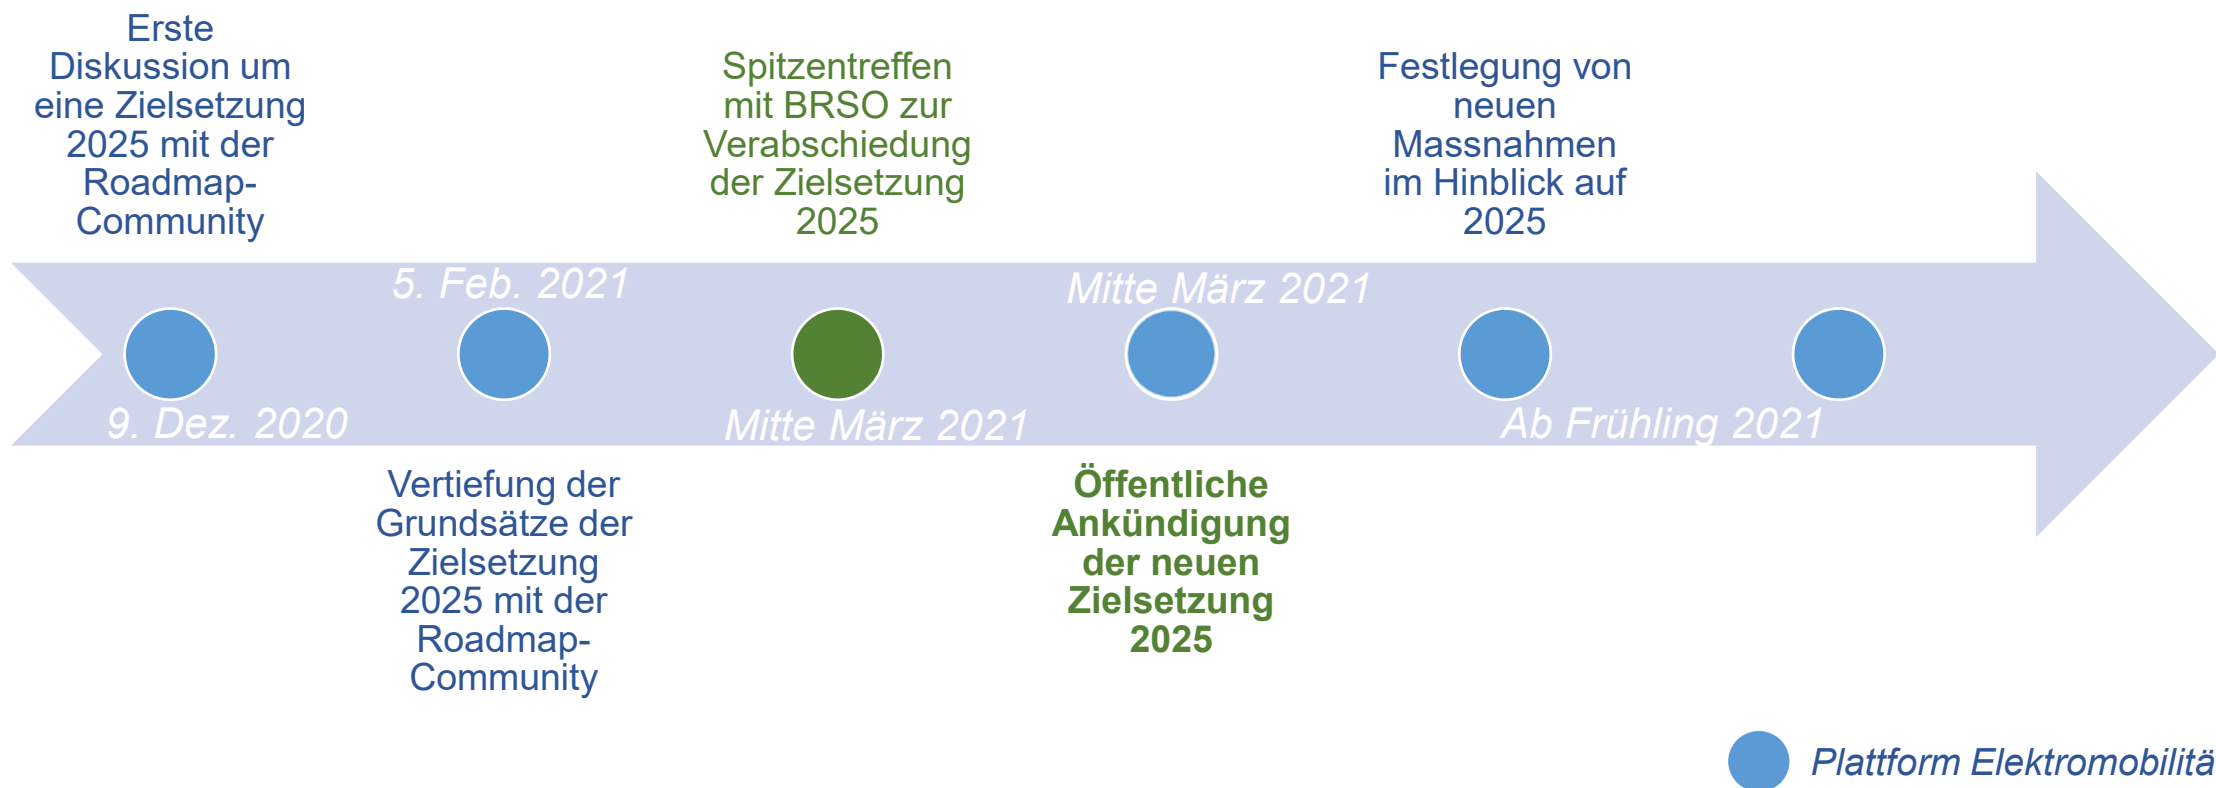 Erste
Diskussion um
eine Zielsetzung
2025 mit der
Roadmap-
Community
Spitzentreffen
mit BRSO zur
Verabschiedung
der Zielsetzung
2025
Festlegung von
neuen
Massnahmen
im Hinblick auf
2025
5. Feb. 2021
Mitte März 2021
9. Dez. 2020
Mitte März 2021
Ab Frühling 2021
Vertiefung der
Grundsätze der
Zielsetzung
2025 mit der
Roadmap-
Community
Öffentliche
Ankündigung
der neuen
Zielsetzung
2025
Plattform Elektromobilitä